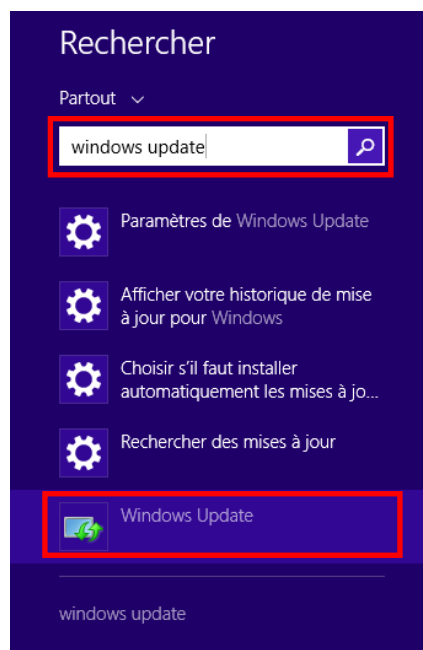 Rechercher
Partout
windows update
Paramètres de Windows Update
Afficher votre historique de mise
à jour pour Windows
Choisir s'il faut installer
automatiquement les mises à jo...
Rechercher des mises à jour
Windows Update
windows update